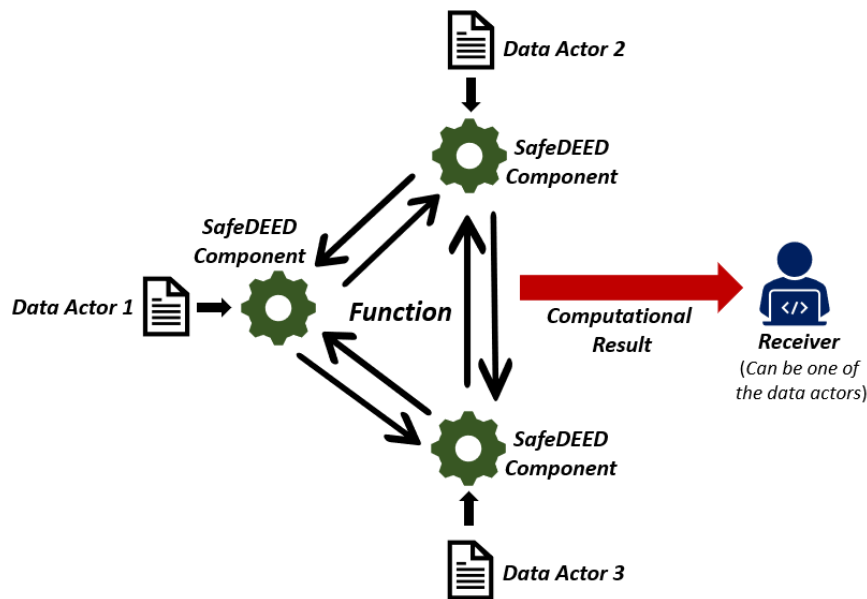 Data Actor 2
SafeDEED
Component
SafeDEED
Component
Data Actor 1
Function
Computational
Result
Receiver
(Can be one of
the data actors)
SafeDEED
Component
Data Actor 3